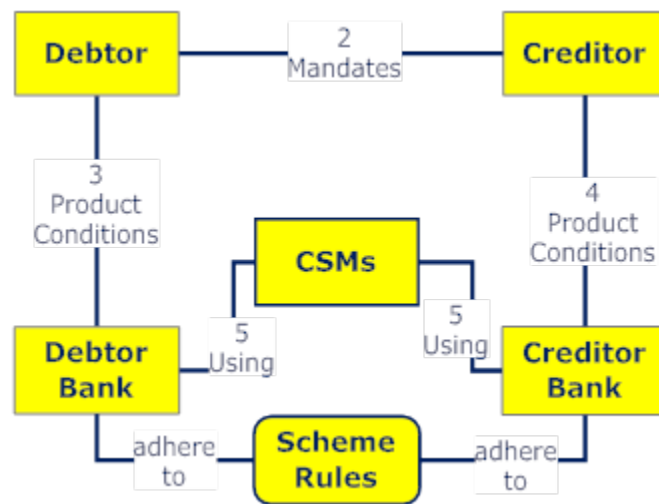 Debtor
2
Mandates
Creditor
3
Product
Conditions
4
Product
Conditions
CSMs
5
Using
5
Using
Debtor
Bank
Creditor
Bank
adhere
to
Scheme
Rules
adhere
to